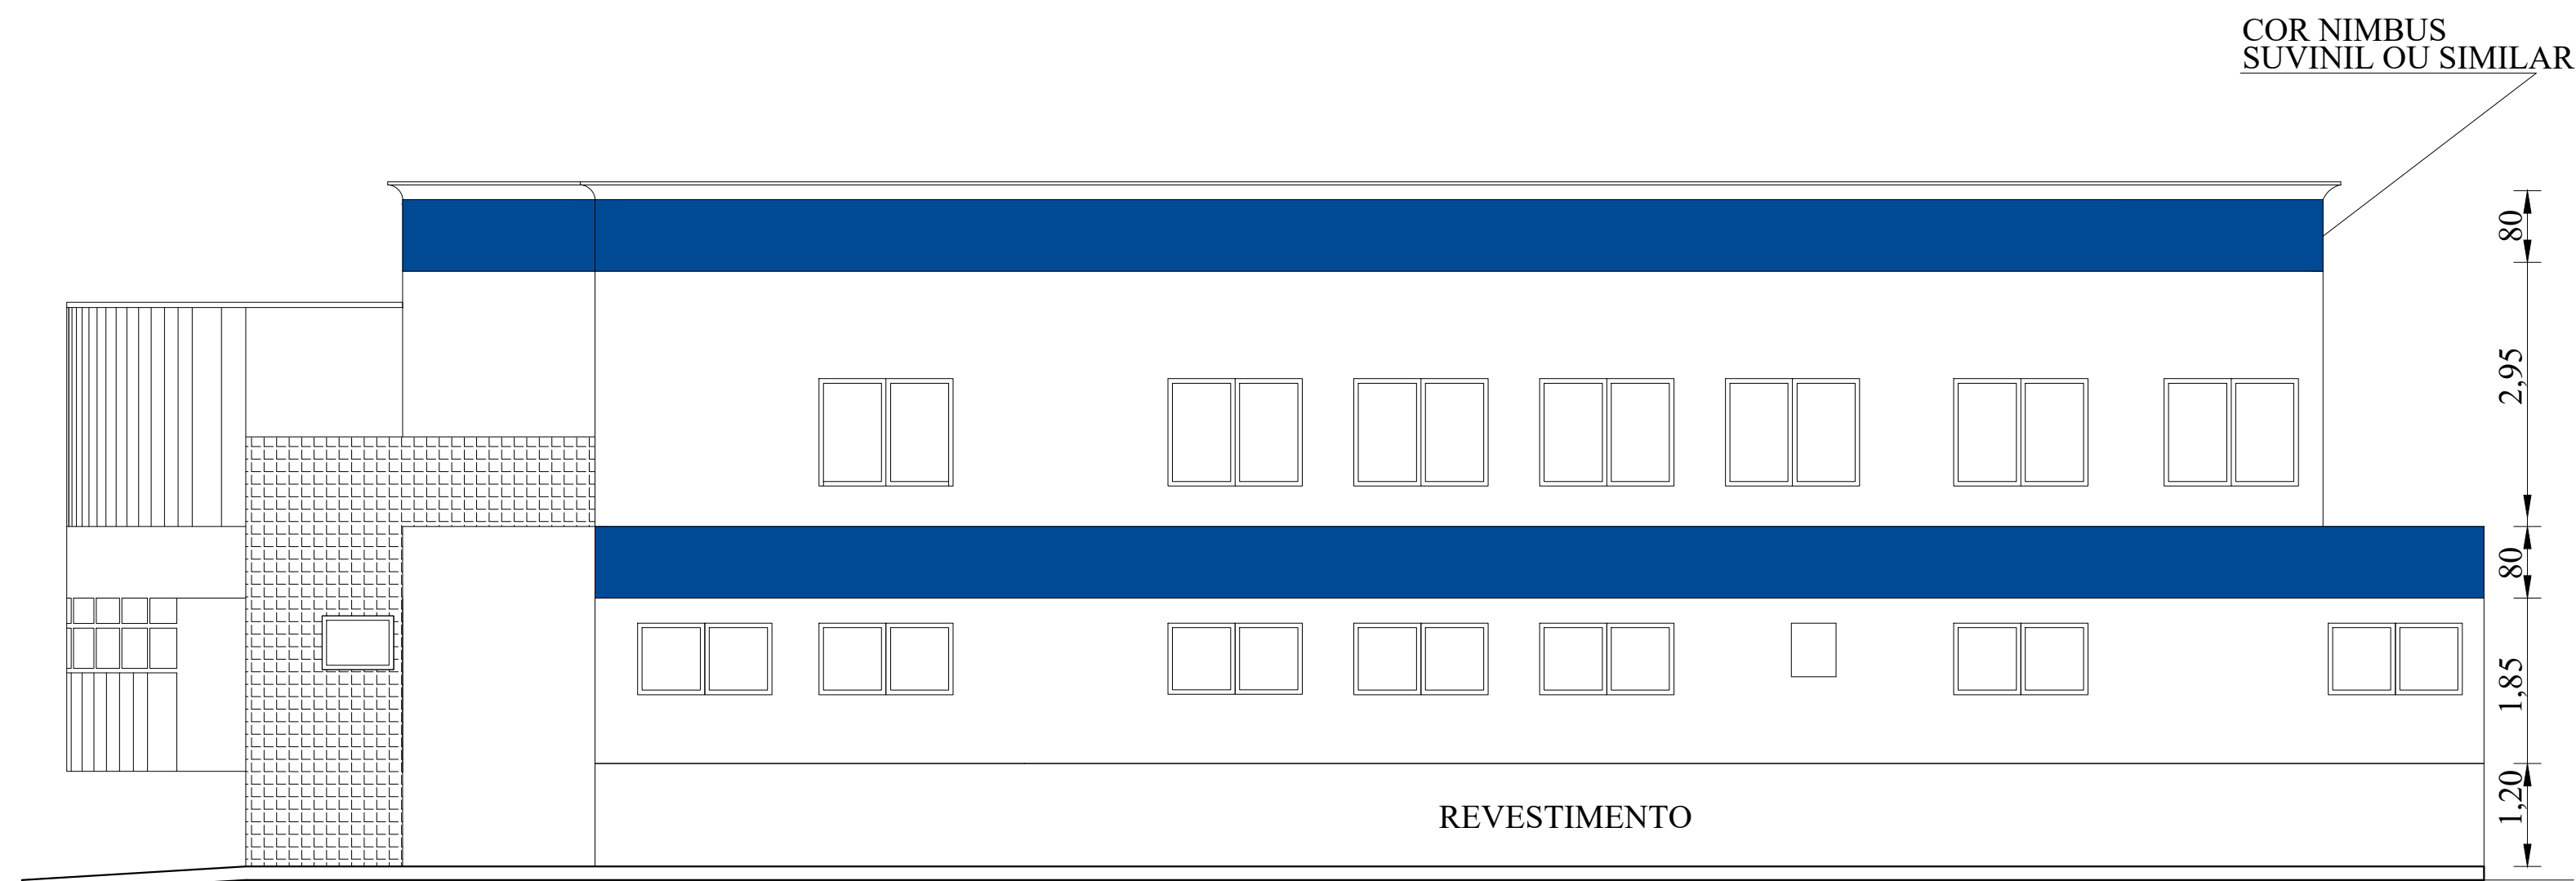 COR NIMBUS
SUVINIL OU SIMILAR
80
2,95
80
1,85
1,20
REVESTIMENTO